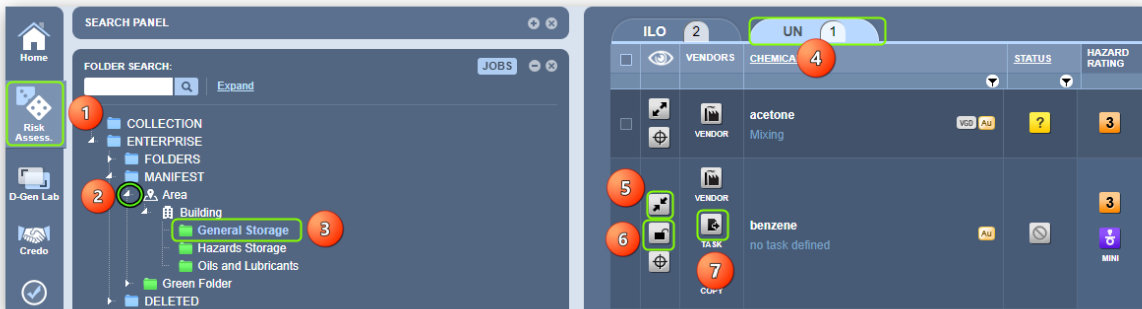 Home
Risk
Assess.
D-Gen Lab
Credo
SEARCH PANEL
FOLDER SEARCH:
JOBS
Expand
1
COLLECTION
ENTERPRISE
FOLDERS
MANIFEST
2
Area
Building
General Storage
3
Hazards Storage
Oils and Lubricants
Green Folder
DELETED
ILO 2
UN 1
4
VENDORS
CHEMICA
STATUS
HAZARD
RATING
VENDOR
acetone
Mixing
VGD Au
?
3
5
6
VENDOR
TASK
7
COPY
benzene
no task defined
Au
3
MINI